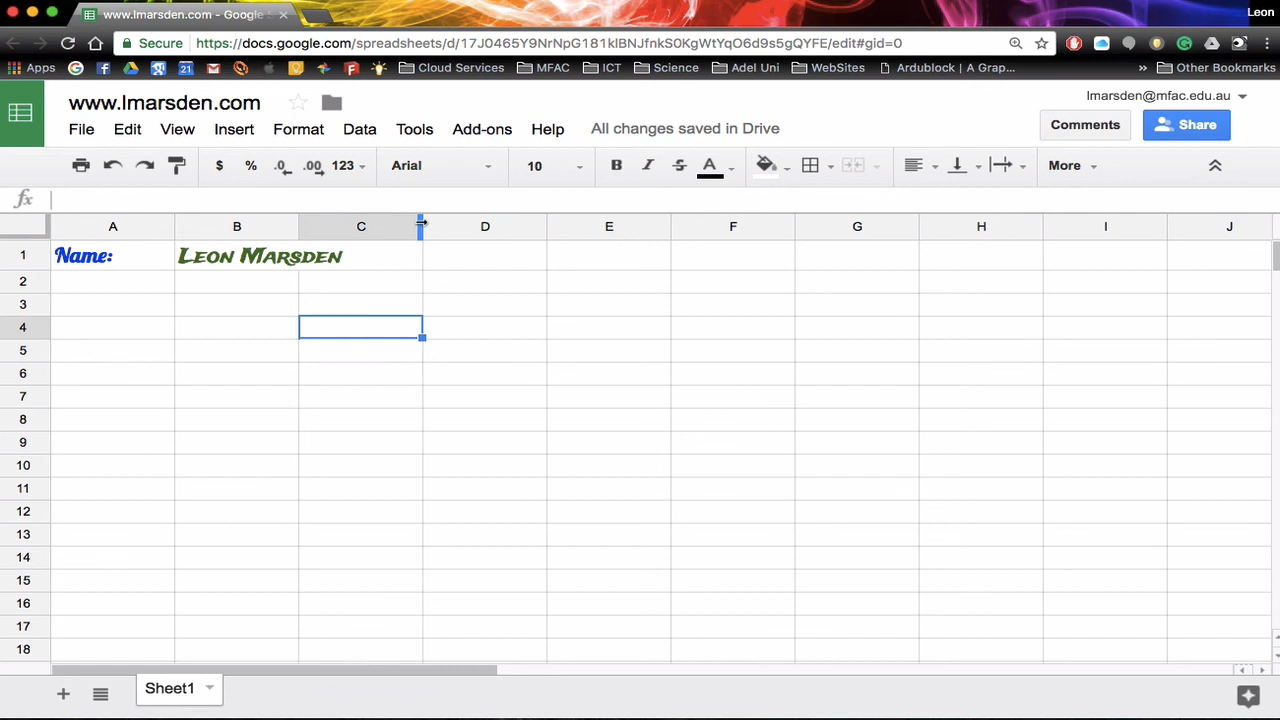 www.lmarsden.com - Google S
Leon
Secure https://docs.google.com/spreadsheets/d/17J0465Y9NrNpG181klBNJfnkS0KgWtYqO6d9s5gQYFE/edit#gid=0
Apps Cloud Services MFAC ICT Science Adel Uni WebSites Ardublock | A Grap... » Other Bookmarks
www.lmarsden.com
lmarsden@mfac.edu.au
File Edit View Insert Format Data Tools Add-ons Help All changes saved in Drive
Comments Share
$ % .0 .00 123 Arial 10 B I S A More
fx
A B C D E F G H I J
1 Name: Leon Marsden
2
3
4
5
6
7
8
9
10
11
12
13
14
15
16
17
18
+ Sheet1